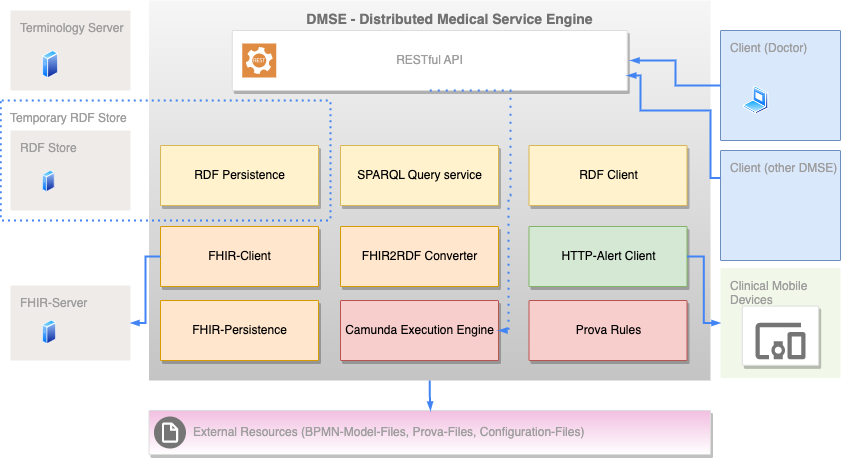 DMSE - Distributed Medical Service Engine
Terminology Server
REST
RESTful API
Client (Doctor)
Temporary RDF Store
RDF Store
RDF Persistence
SPARQL Query service
RDF Client
Client (other DMSE)
FHIR-Client
FHIR2RDF Converter
HTTP-Alert Client
FHIR-Server
Clinical Mobile
Devices
FHIR-Persistence
Camunda Execution Engine
Prova Rules
External Resources (BPMN-Model-Files, Prova-Files, Configuration-Files)